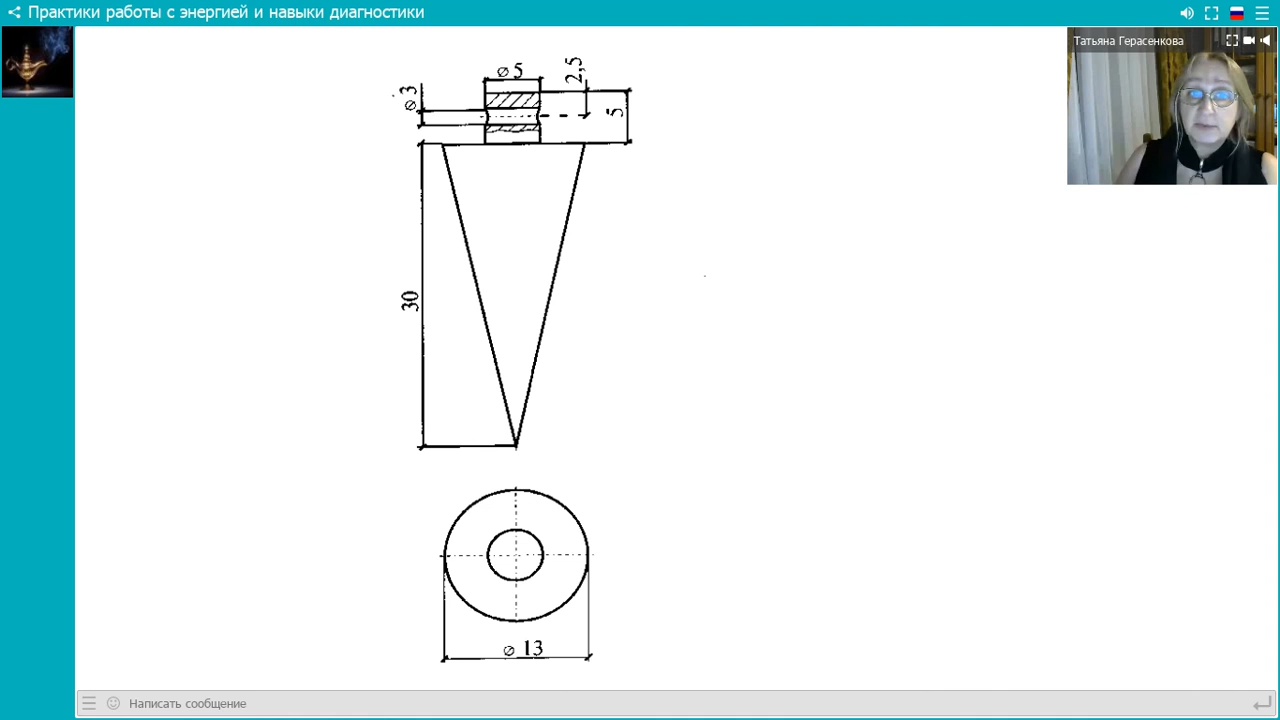 Практики работы с энергией и навыки диагностики
Татьяна Герасенкова
⌀ 5
2,5
⌀ 3
5
30
⌀ 13
Написать сообщение